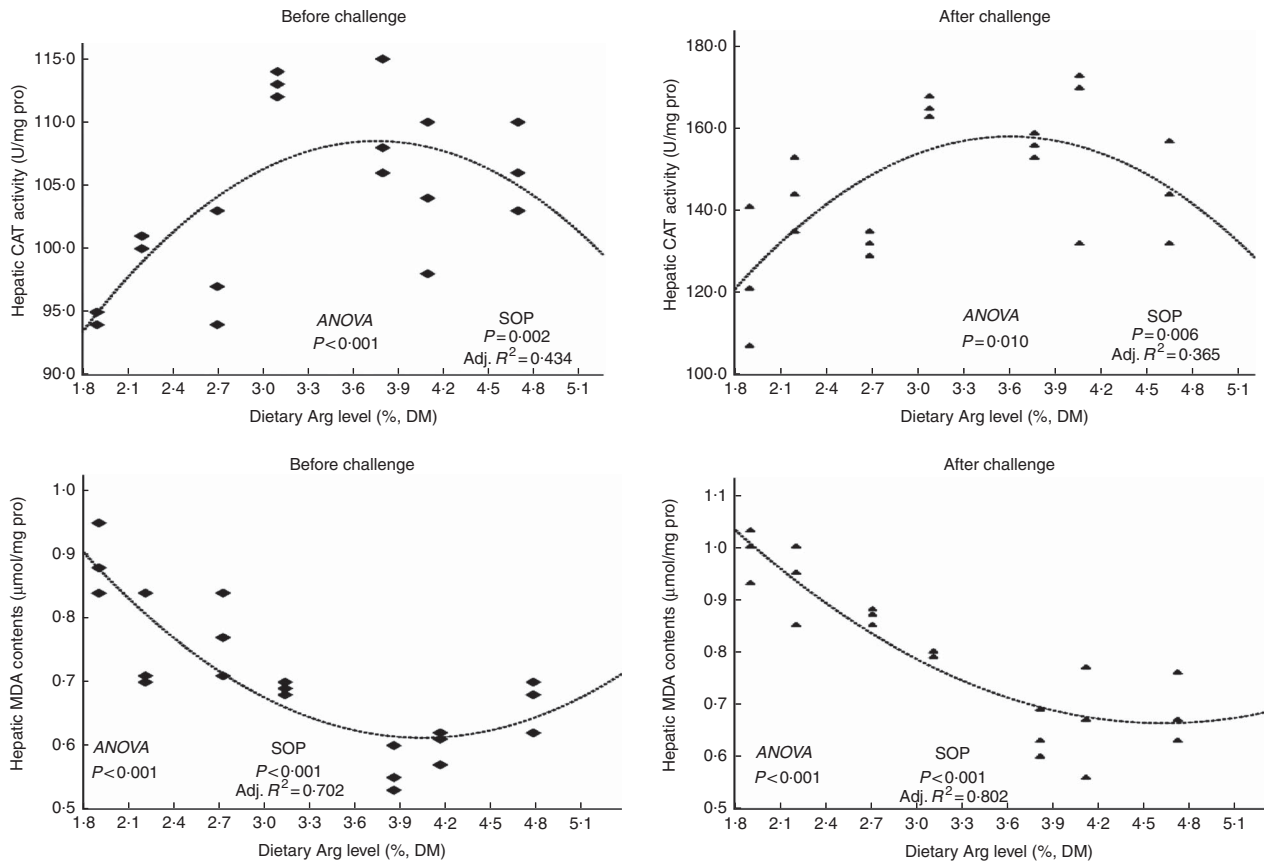 Before challenge
Hepatic CAT activity (U/mg pro)
115·0
110·0
105·0
100·0
95·0
90·0
ANOVA
P<0·001
SOP
P=0·002
Adj. R²=0·434
1·8 2·1 2·4 2·7 3·0 3·3 3·6 3·9 4·2 4·5 4·8 5·1
Dietary Arg level (%, DM)
After challenge
Hepatic CAT activity (U/mg pro)
180·0
160·0
140·0
120·0
100·0
ANOVA
P=0·010
SOP
P=0·006
Adj. R²=0·365
1·8 2·1 2·4 2·7 3·0 3·3 3·6 3·9 4·2 4·5 4·8 5·1
Dietary Arg level (%, DM)
Before challenge
Hepatic MDA contents (μmol/mg pro)
1·0
0·9
0·8
0·7
0·6
0·5
ANOVA
P<0·001
SOP
P<0·001
Adj. R²=0·702
1·8 2·1 2·4 2·7 3·0 3·3 3·6 3·9 4·2 4·5 4·8 5·1
Dietary Arg level (%, DM)
After challenge
Hepatic MDA contents (μmol/mg pro)
1·1
1·0
0·9
0·8
0·7
0·6
0·5
ANOVA
P<0·001
SOP
P<0·001
Adj. R²=0·802
1·8 2·1 2·4 2·7 3·0 3·3 3·6 3·9 4·2 4·5 4·8 5·1
Dietary Arg level (%, DM)